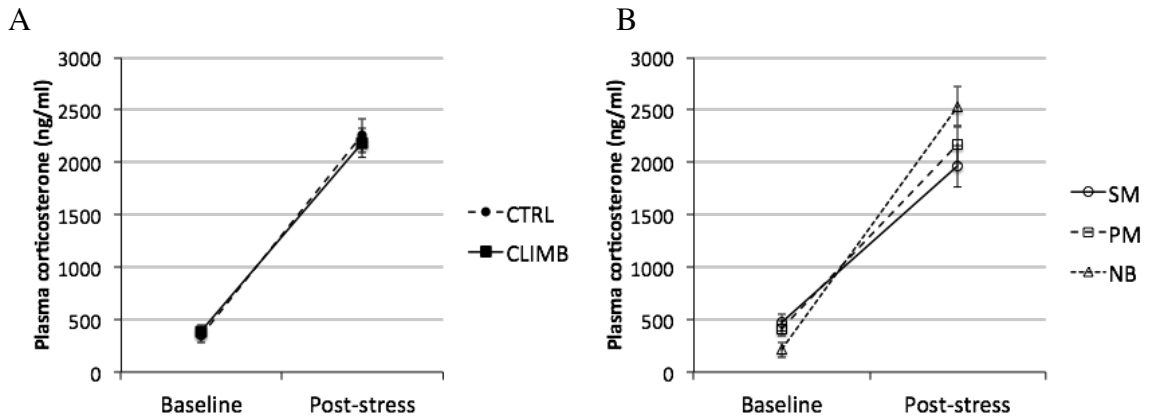 A
Plasma corticosterone (ng/ml)
3000
2500
2000
1500
1000
500
0
Baseline Post-stress
CTRL
CLIMB
B
Plasma corticosterone (ng/ml)
3000
2500
2000
1500
1000
500
0
Baseline Post-stress
SM
PM
NB